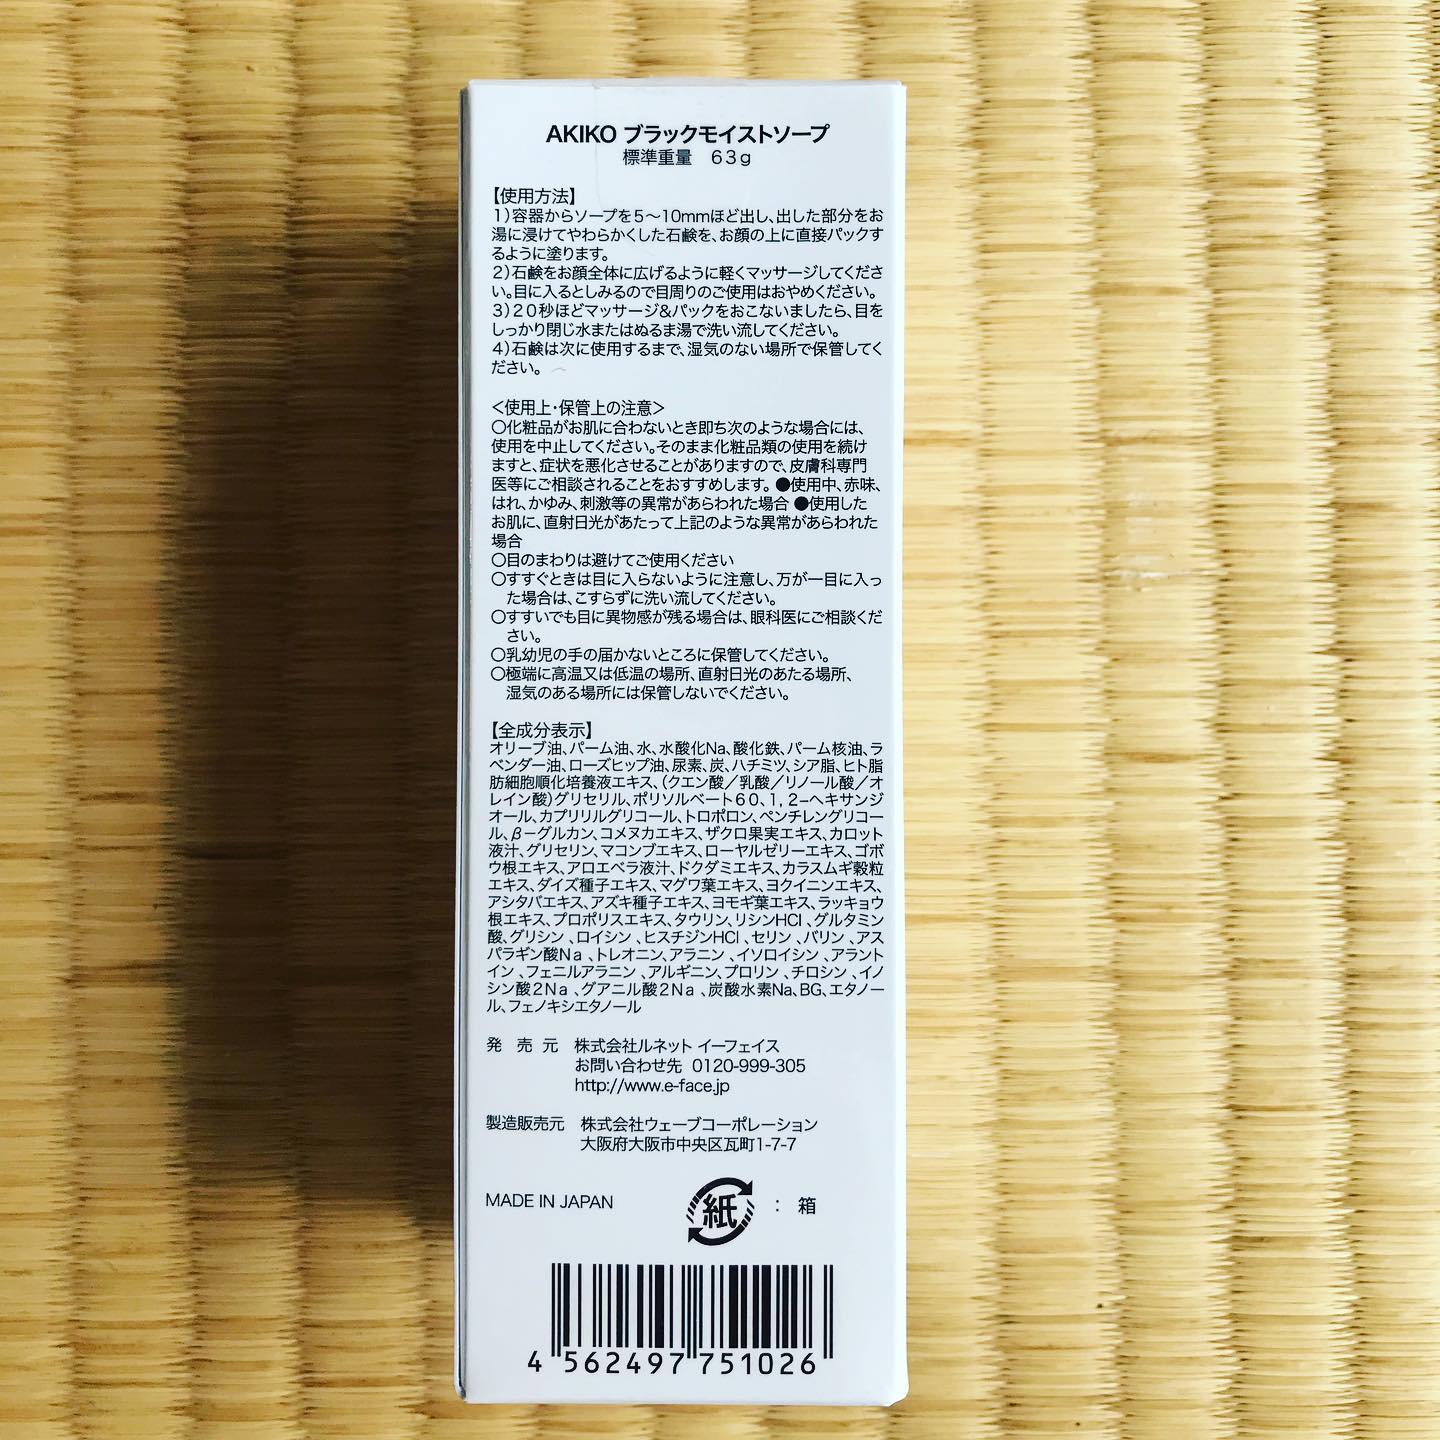 AKIKO ブラックモイストソープ
標準重量　63g
【使用方法】
1）容器からソープを5〜10mmほど出し、出した部分をお
湯に浸けてやわらかくした石鹸を、お顔の上に直接パックす
るように塗ります。
2）石鹸をお顔全体に広げるように軽くマッサージしてくださ
い。目に入るとしみるので目周りのご使用はおやめください。
3）20秒ほどマッサージ&パックをおこないましたら、目を
しっかり閉じ水またはぬるま湯で洗い流してください。
4）石鹸は次に使用するまで、湿気のない場所で保管してく
ださい。
＜使用上・保管上の注意＞
○化粧品がお肌に合わないとき即ち次のような場合には、
使用を中止してください。そのまま化粧品類の使用を続け
ますと、症状を悪化させることがありますので、皮膚科専門
医等にご相談されることをおすすめします。●使用中、赤味、
はれ、かゆみ、刺激等の異常があらわれた場合 ●使用した
お肌に、直射日光があたって上記のような異常があらわれた
場合
○目のまわりは避けてご使用ください
○すすぐときは目に入らないように注意し、万が一目に入っ
た場合は、こすらずに洗い流してください。
○すすいでも目に異物感が残る場合は、眼科医にご相談くだ
さい。
○乳幼児の手の届かないところに保管してください。
○極端に高温又は低温の場所、直射日光のあたる場所、
湿気のある場所には保管しないでください。
【全成分表示】
オリーブ油、パーム油、水、水酸化Na、酸化鉄、パーム核油、ラ
ベンダー油、ローズヒップ油、尿素、炭、ハチミツ、シア脂、ヒト脂
肪細胞順化培養液エキス、（クエン酸／乳酸／リノール酸／オ
レイン酸）グリセリル、ポリソルベート60、1,2−ヘキサンジ
オール、カプリリルグリコール、トロポロン、ペンチレングリコー
ル、β−グルカン、コメヌカエキス、ザクロ果実エキス、カロット
液汁、グリセリン、マコンブエキス、ローヤルゼリーエキス、ゴボ
ウ根エキス、アロエベラ液汁、ドクダミエキス、カラスムギ穀粒
エキス、ダイズ種子エキス、マグワ葉エキス、ヨクイニンエキス、
アシタバエキス、アズキ種子エキス、ヨモギ葉エキス、ラッキョウ
根エキス、プロポリスエキス、タウリン、リシンHCl、グルタミン
酸、グリシン、ロイシン、ヒスチジンHCl、セリン、バリン、アス
パラギン酸Na、トレオニン、アラニン、イソロイシン、アラント
イン、フェニルアラニン、アルギニン、プロリン、チロシン、イノ
シン酸2Na、グアニル酸2Na、炭酸水素Na、BG、エタノー
ル、フェノキシエタノール
発売元　株式会社ルネット イーフェイス
お問い合わせ先 0120-999-305
http://www.e-face.jp
製造販売元　株式会社ウェーブコーポレーション
大阪府大阪市中央区瓦町1-7-7
MADE IN JAPAN 紙 ： 箱
4 562497 751026